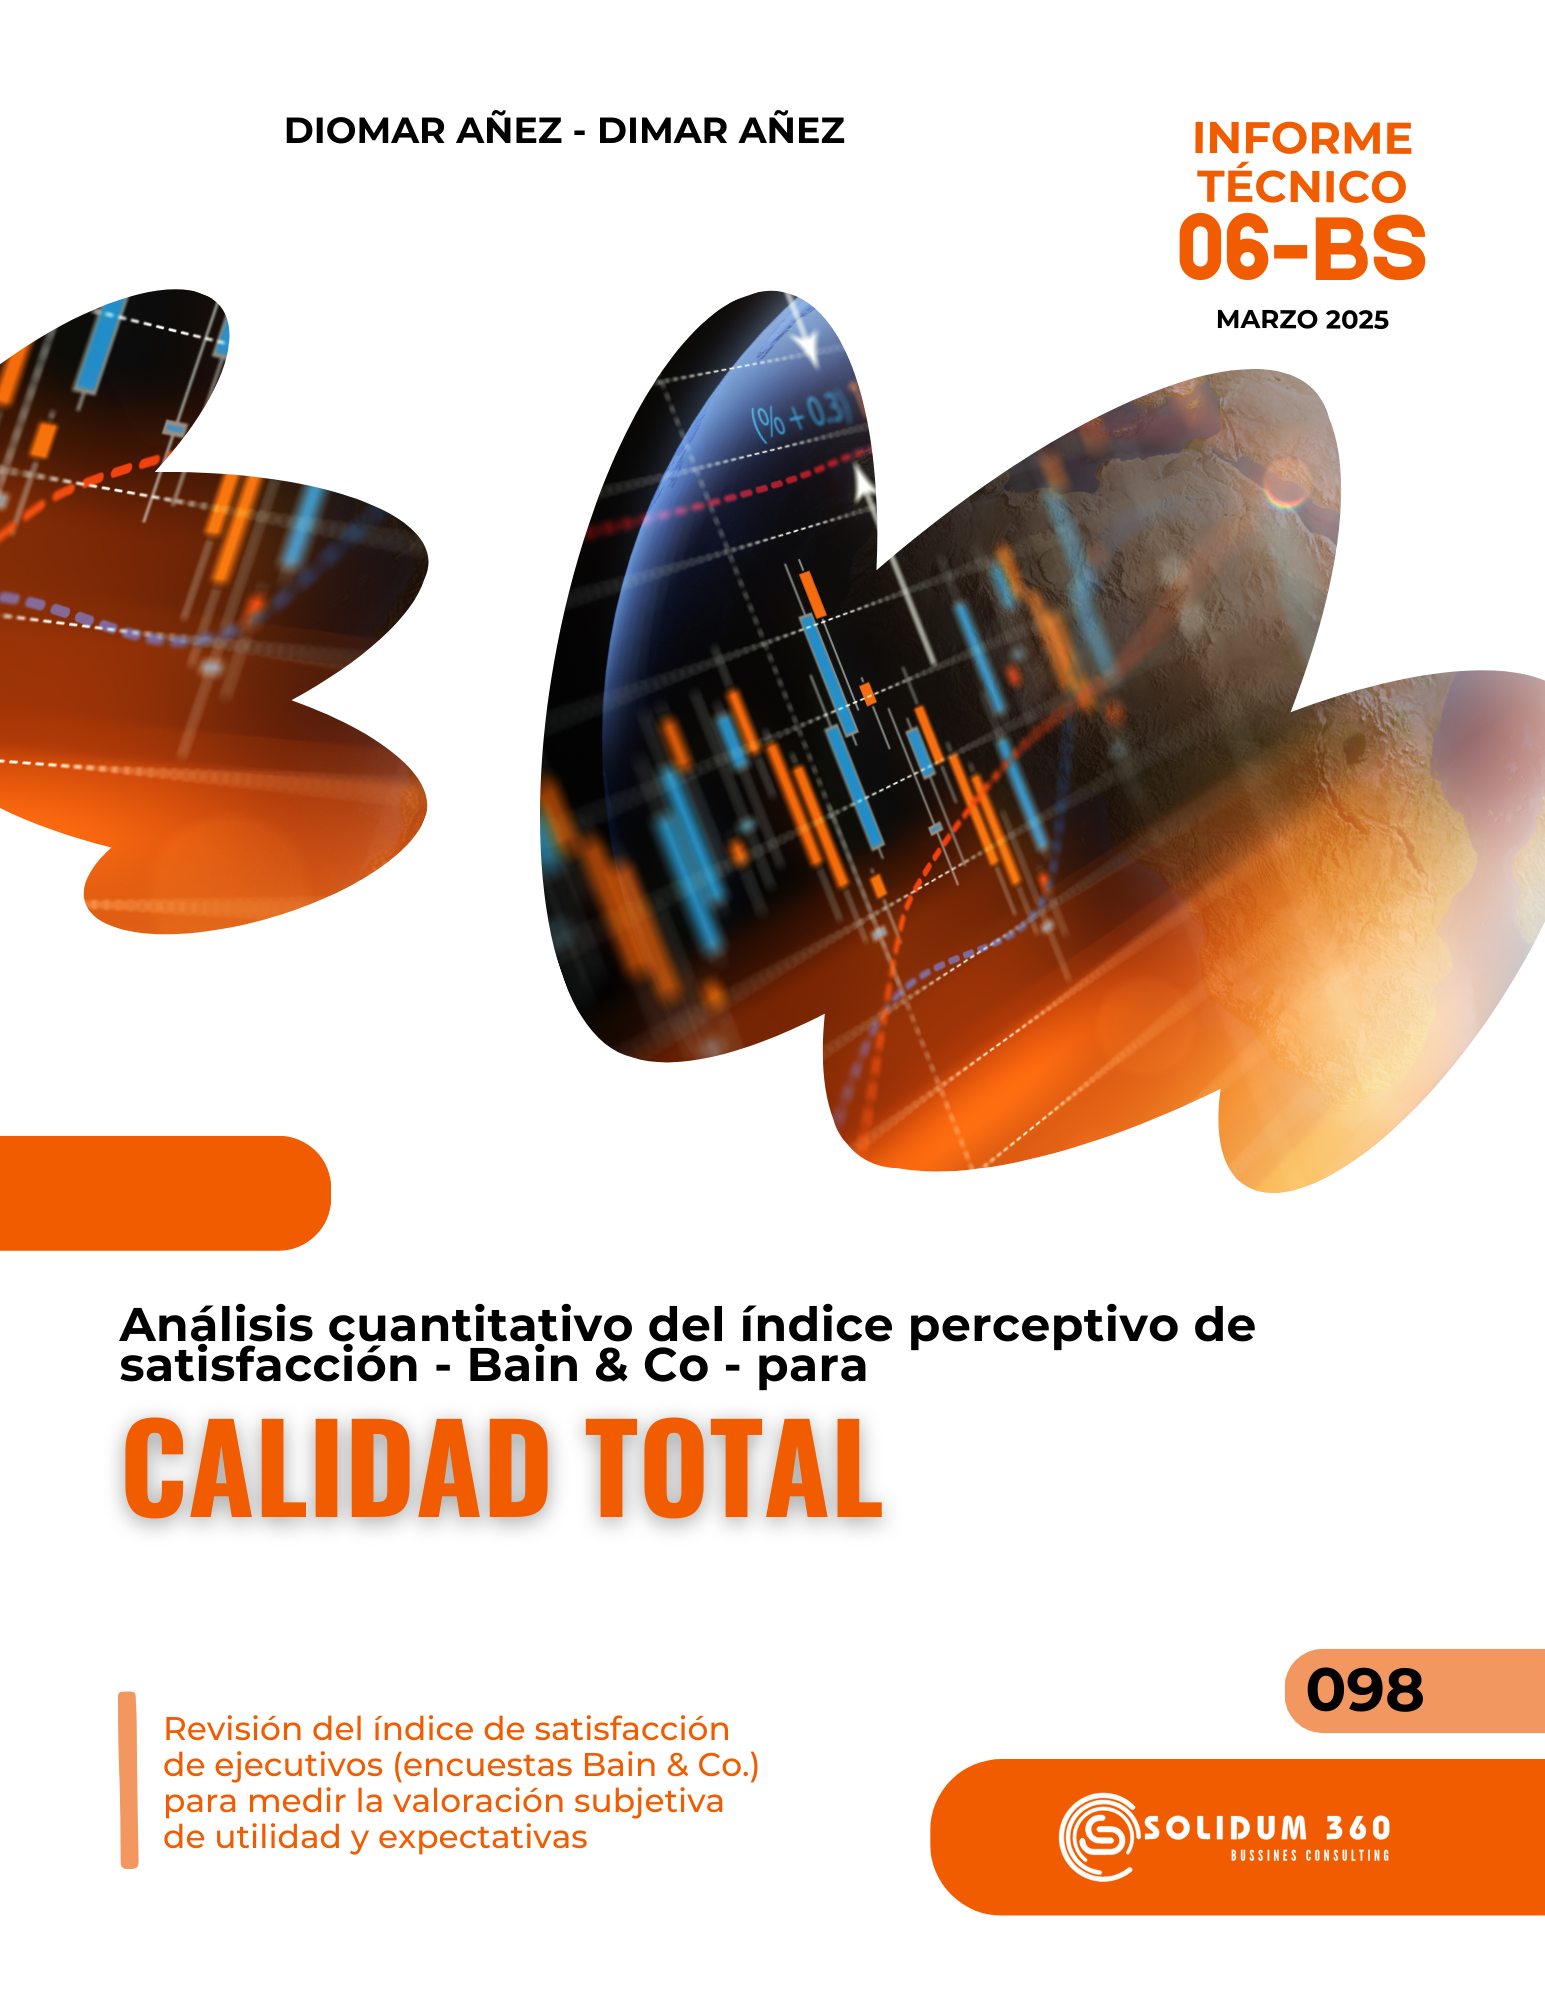 DIOMAR AÑEZ - DIMAR AÑEZ
INFORME
TÉCNICO
06-BS
MARZO 2025
(% + 0.3)
Análisis cuantitativo del índice perceptivo de
satisfacción - Bain & Co - para
CALIDAD TOTAL
098
Revisión del índice de satisfacción
de ejecutivos (encuestas Bain & Co.)
para medir la valoración subjetiva
de utilidad y expectativas
SOLIDUM 360
BUSSINES CONSULTING